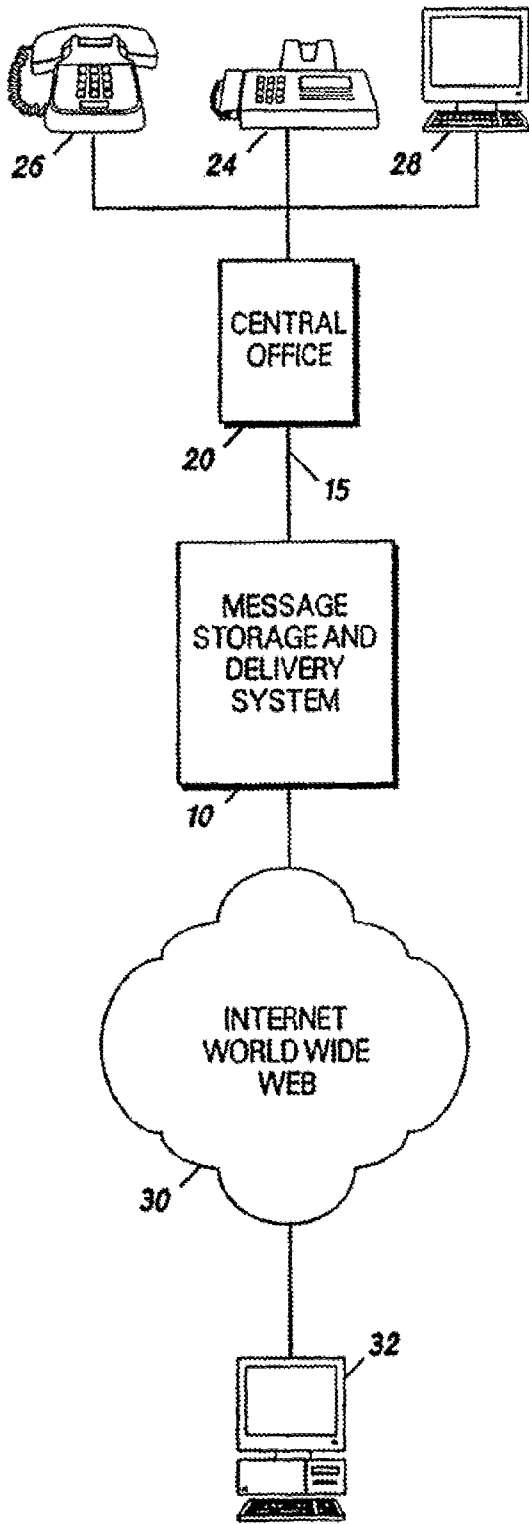 26
24
28
CENTRAL
OFFICE
20
15
MESSAGE
STORAGE AND
DELIVERY
SYSTEM
10
INTERNET
WORLD WIDE
WEB
30
32